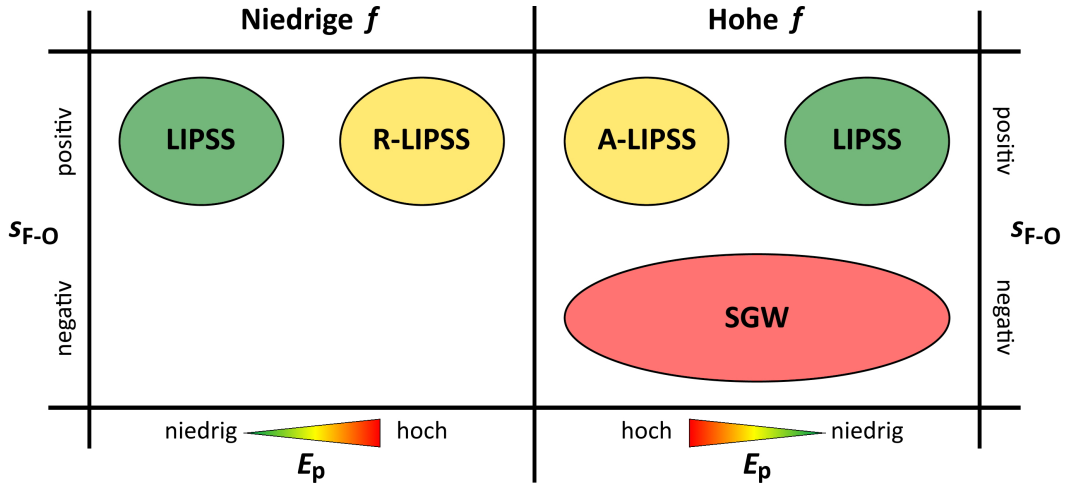 Niedrige f
Hohe f
positiv
LIPSS
R-LIPSS
A-LIPSS
LIPSS
positiv
sF-O
sF-O
negativ
SGW
negativ
niedrig
hoch
hoch
niedrig
Ep
Ep